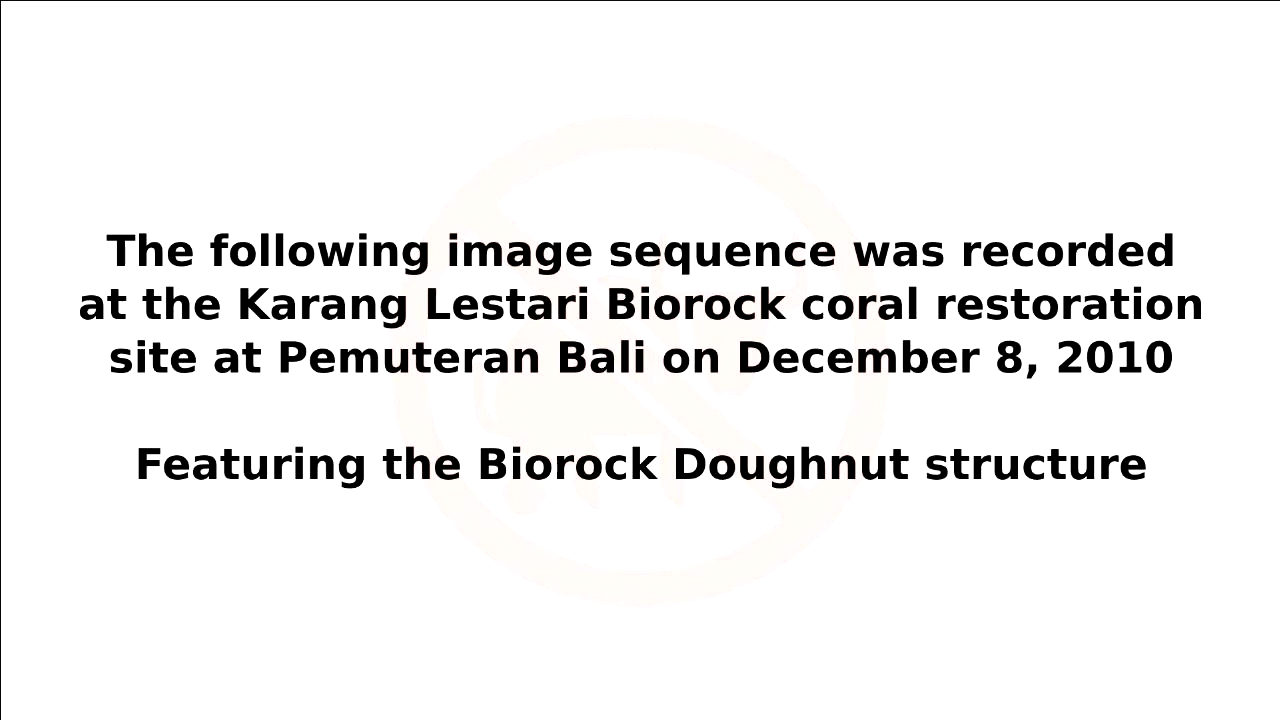 The following image sequence was recorded
at the Karang Lestari Biorock coral restoration
site at Pemuteran Bali on December 8, 2010
Featuring the Biorock Doughnut structure